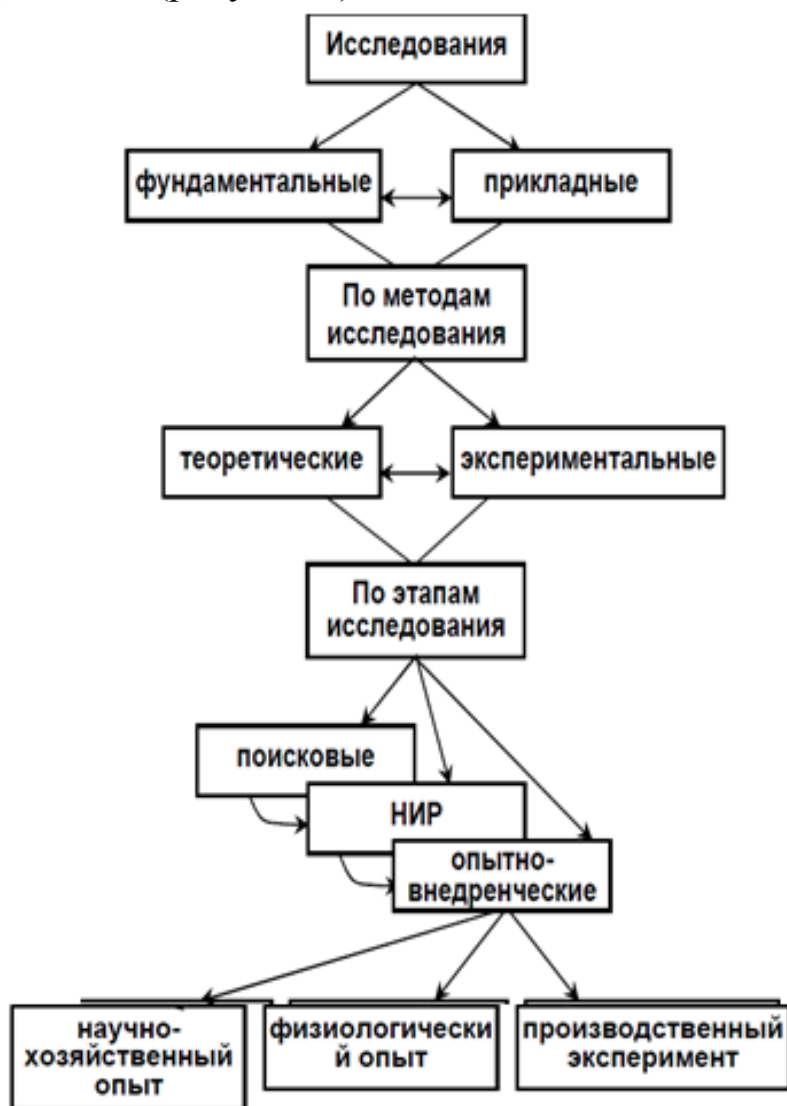 Исследования
фундаментальные
прикладные
По методам
исследования
теоретические
экспериментальные
По этапам
исследования
поисковые
НИР
опытно-
внедренческие
научно-
хозяйственный
опыт
физиологически
й опыт
производственный
эксперимент